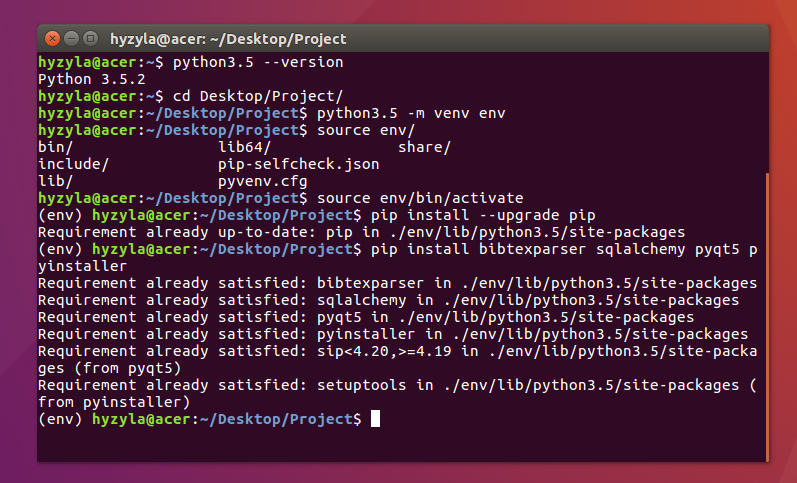 hyzyla@acer: ~/Desktop/Project
hyzyla@acer:~$ python3.5 --version
Python 3.5.2
hyzyla@acer:~$ cd Desktop/Project/
hyzyla@acer:~/Desktop/Project$ python3.5 -m venv env
hyzyla@acer:~/Desktop/Project$ source env/
bin/                lib64/              share/
include/            pip-selfcheck.json
lib/                pyvenv.cfg
hyzyla@acer:~/Desktop/Project$ source env/bin/activate
(env) hyzyla@acer:~/Desktop/Project$ pip install --upgrade pip
Requirement already up-to-date: pip in ./env/lib/python3.5/site-packages
(env) hyzyla@acer:~/Desktop/Project$ pip install bibtexparser sqlalchemy pyqt5 p
yinstaller
Requirement already satisfied: bibtexparser in ./env/lib/python3.5/site-packages
Requirement already satisfied: sqlalchemy in ./env/lib/python3.5/site-packages
Requirement already satisfied: pyqt5 in ./env/lib/python3.5/site-packages
Requirement already satisfied: pyinstaller in ./env/lib/python3.5/site-packages
Requirement already satisfied: sip<4.20,>=4.19 in ./env/lib/python3.5/site-packa
ges (from pyqt5)
Requirement already satisfied: setuptools in ./env/lib/python3.5/site-packages (
from pyinstaller)
(env) hyzyla@acer:~/Desktop/Project$